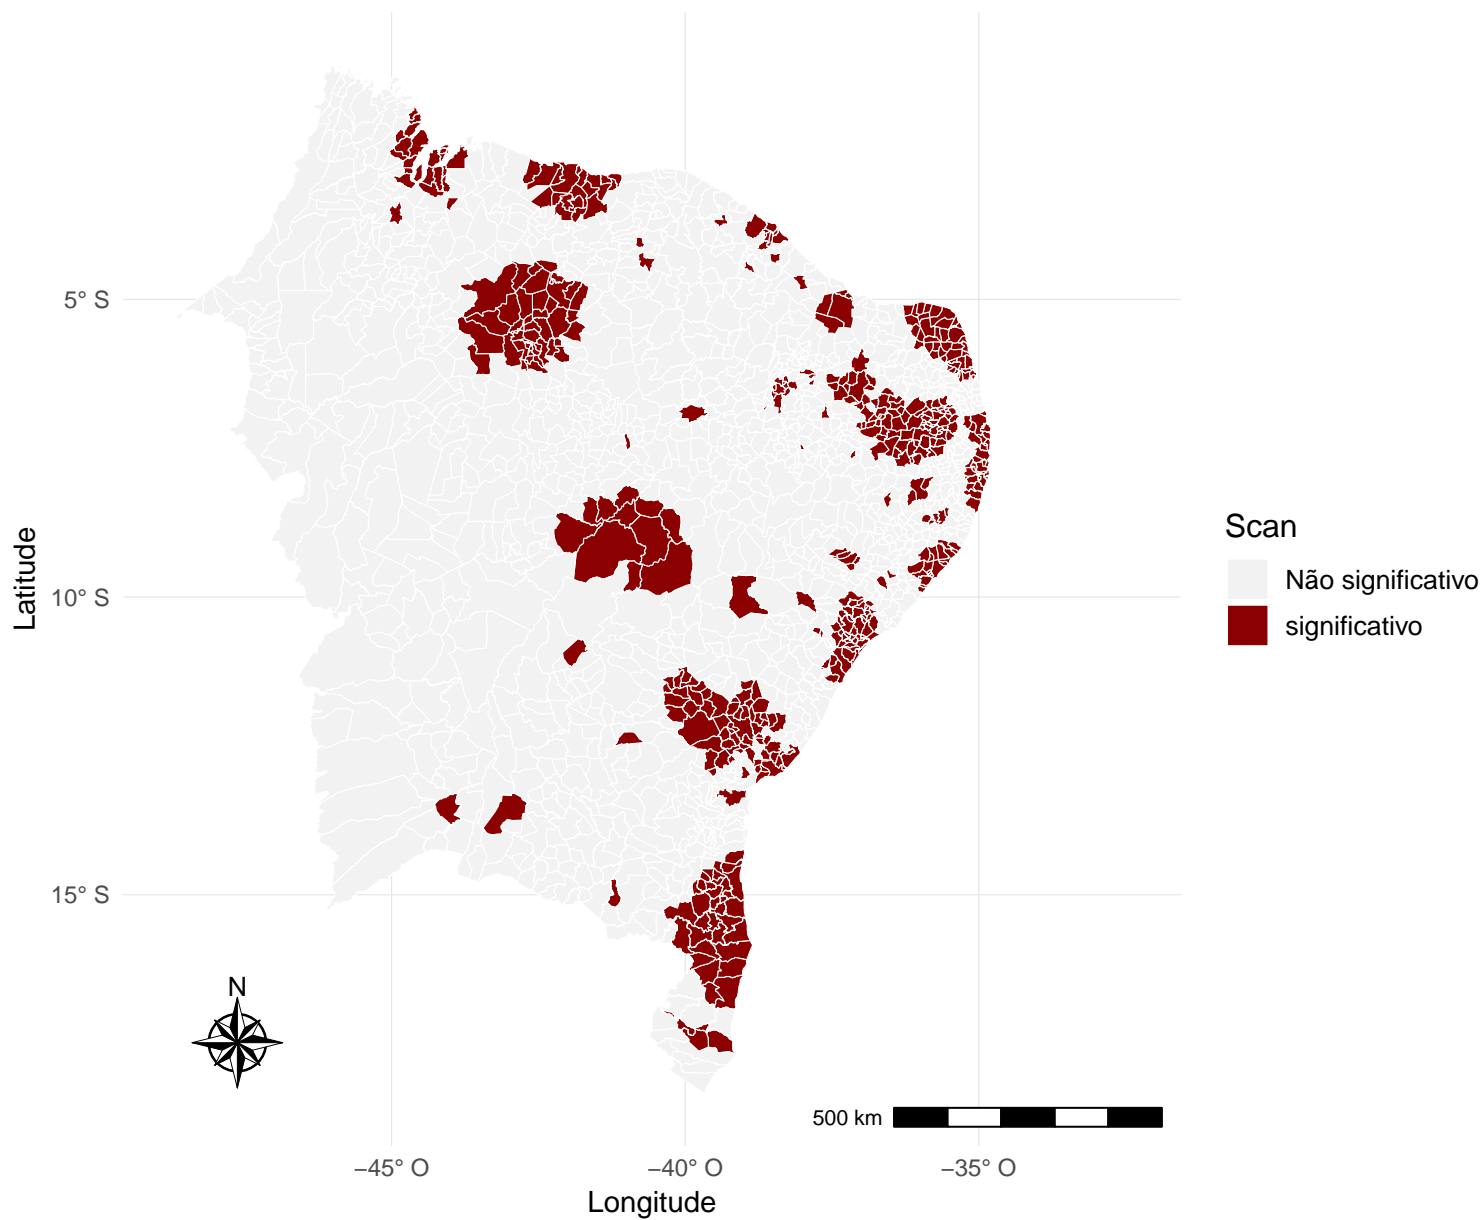 5° S
10° S
15° S
Latitude
−45° O
−40° O
−35° O
Longitude
N
500 km
Scan
Não significativo
significativo